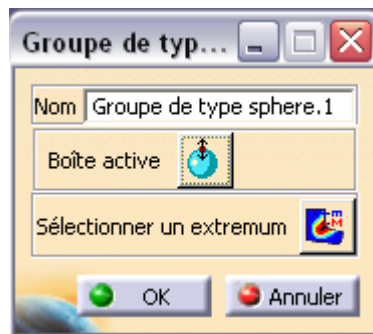 Groupe de typ...
Nom Groupe de type sphere.1
Boîte active
Sélectionner un extremum
OK Annuler